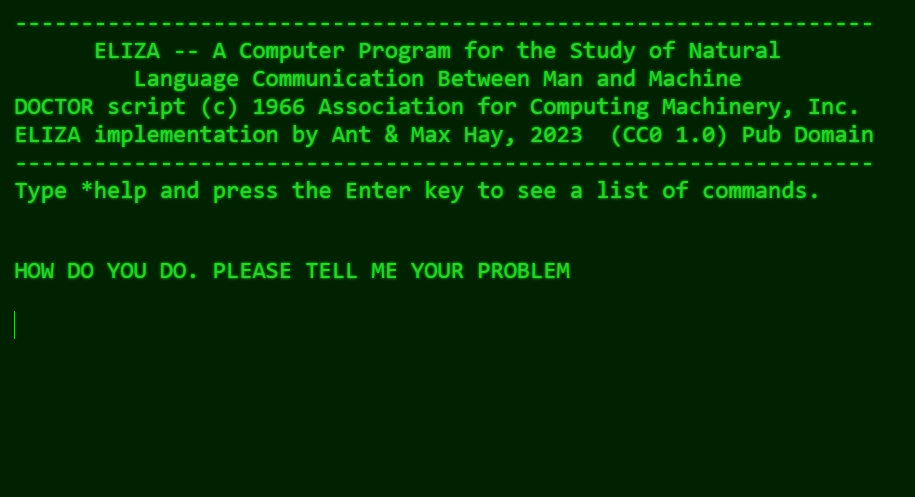 -----------------------------------------------------------------
ELIZA -- A Computer Program for the Study of Natural
Language Communication Between Man and Machine
DOCTOR script (c) 1966 Association for Computing Machinery, Inc.
ELIZA implementation by Ant & Max Hay, 2023  (CC0 1.0) Pub Domain
-----------------------------------------------------------------
Type *help and press the Enter key to see a list of commands.
HOW DO YOU DO. PLEASE TELL ME YOUR PROBLEM